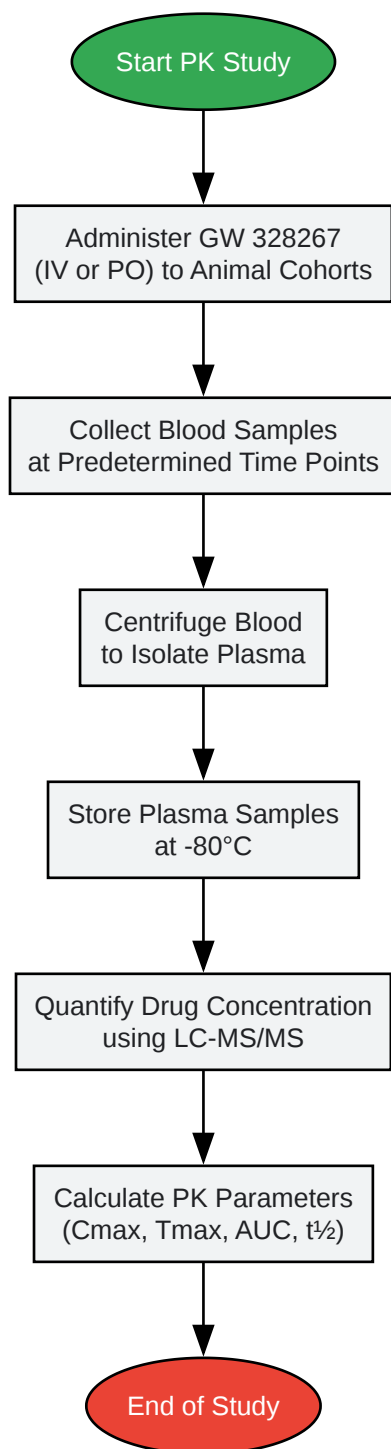 Start PK Study
Administer GW 328267
(IV or PO) to Animal Cohorts
Collect Blood Samples
at Predetermined Time Points
Centrifuge Blood
to Isolate Plasma
Store Plasma Samples
at -80°C
Quantify Drug Concentration
using LC-MS/MS
Calculate PK Parameters
(Cmax, Tmax, AUC, t½)
End of Study